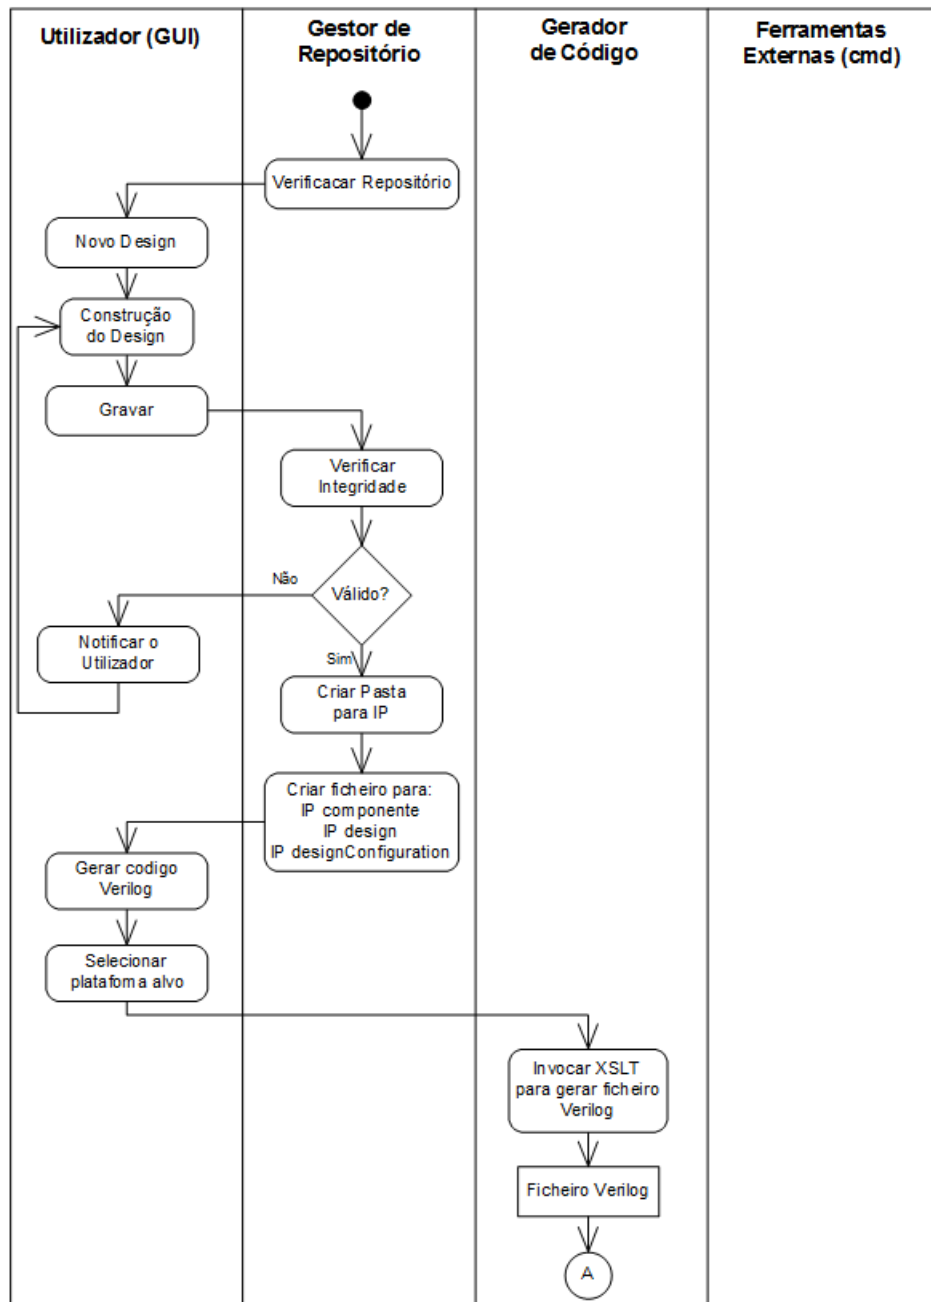 Utilizador (GUI)
Gestor de
Repositório
Gerador
de Código
Ferramentas
Externas (cmd)
Verificacar Repositório
Novo Design
Construção
do Design
Gravar
Verificar
Integridade
Válido?
Não
Notificar o
Utilizador
Sim
Criar Pasta
para IP
Criar ficheiro para:
IP componente
IP design
IP designConfiguration
Gerar codigo
Verilog
Selecionar
platafoma alvo
Invocar XSLT
para gerar ficheiro
Verilog
Ficheiro Verilog
A